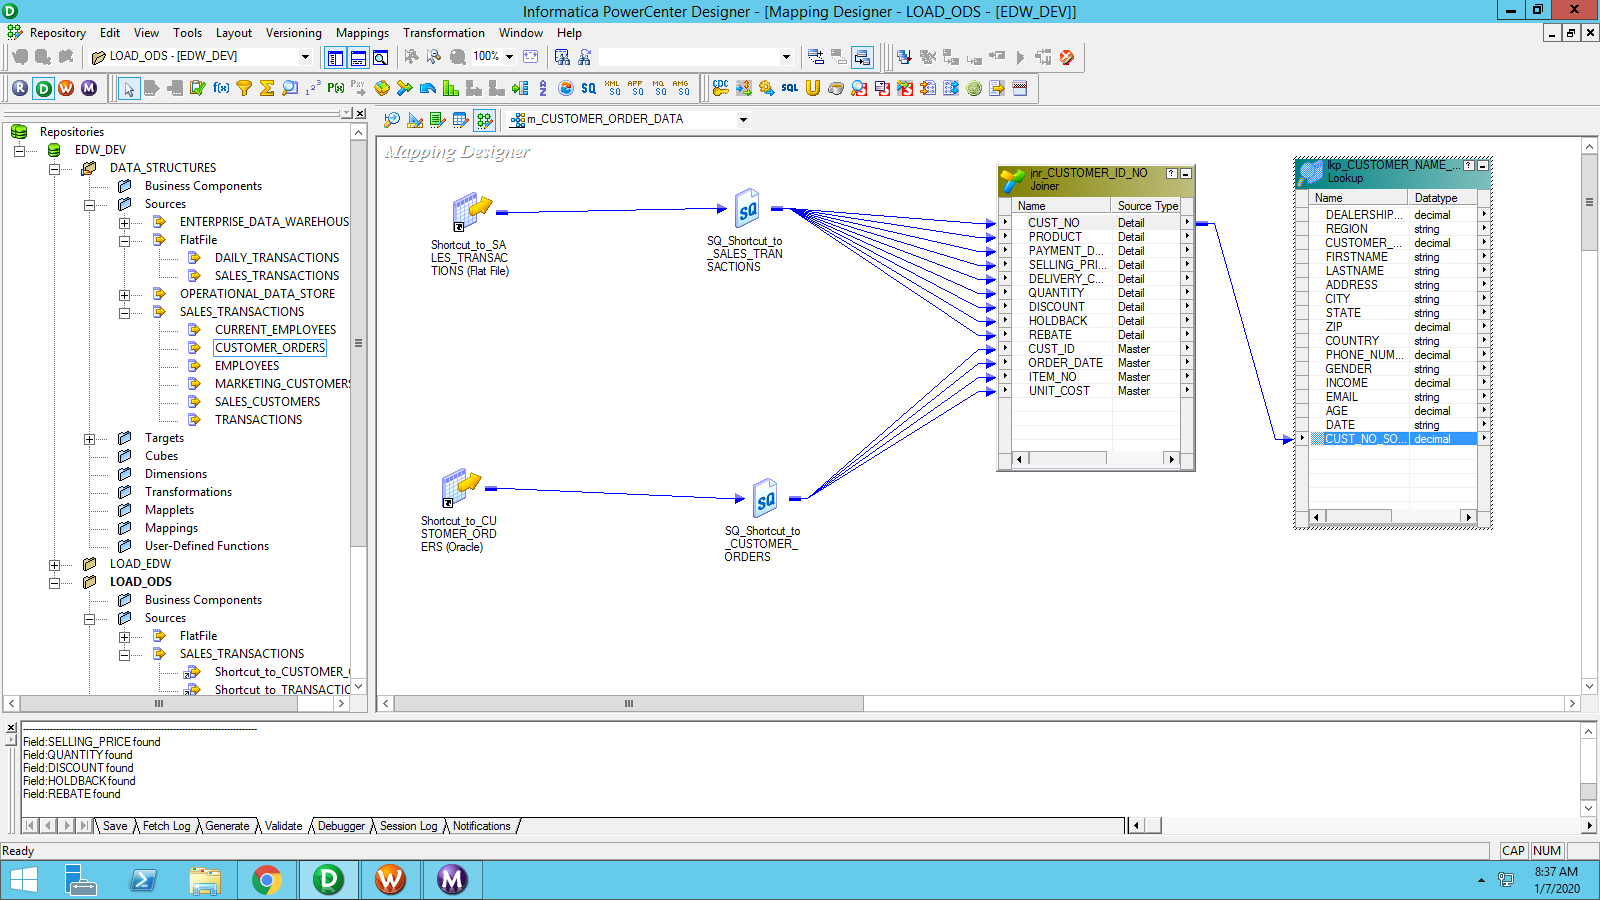 Informatica PowerCenter Designer - [Mapping Designer - LOAD_ODS - [EDW_DEV]]
Repository Edit View Tools Layout Versioning Mappings Transformation Window Help
LOAD_ODS - [EDW_DEV]
100%
m_CUSTOMER_ORDER_DATA
Repositories
EDW_DEV
DATA_STRUCTURES
Business Components
Sources
ENTERPRISE_DATA_WAREHOUS
FlatFile
DAILY_TRANSACTIONS
SALES_TRANSACTIONS
OPERATIONAL_DATA_STORE
SALES_TRANSACTIONS
CURRENT_EMPLOYEES
CUSTOMER_ORDERS
EMPLOYEES
MARKETING_CUSTOMERS
SALES_CUSTOMERS
TRANSACTIONS
Targets
Cubes
Dimensions
Transformations
Mapplets
Mappings
User-Defined Functions
LOAD_EDW
LOAD_ODS
Business Components
Sources
FlatFile
SALES_TRANSACTIONS
Shortcut_to_CUSTOMER_
Shortcut_to_TRANSACTIC
Mapping Designer
Shortcut_to_SA
LES_TRANSAC
TIONS (Flat File)
SQ
SQ_Shortcut_to
_SALES_TRAN
SACTIONS
Shortcut_to_CU
STOMER_ORD
ERS (Oracle)
SQ
SQ_Shortcut_to
_CUSTOMER_
ORDERS
jnr_CUSTOMER_ID_NO
Joiner
Name Source Type
CUST_NO Detail
PRODUCT Detail
PAYMENT_D... Detail
SELLING_PRI... Detail
DELIVERY_C... Detail
QUANTITY Detail
DISCOUNT Detail
HOLDBACK Detail
REBATE Detail
CUST_ID Master
ORDER_DATE Master
ITEM_NO Master
UNIT_COST Master
lkp_CUSTOMER_NAME_...
Lookup
Name Datatype
DEALERSHIP... decimal
REGION string
CUSTOMER_... decimal
FIRSTNAME string
LASTNAME string
ADDRESS string
CITY string
STATE string
ZIP decimal
COUNTRY string
PHONE_NUM... decimal
GENDER string
INCOME decimal
EMAIL string
AGE decimal
DATE string
CUST_NO_SO... decimal
Field:SELLING_PRICE found
Field:QUANTITY found
Field:DISCOUNT found
Field:HOLDBACK found
Field:REBATE found
Save Fetch Log Generate Validate Debugger Session Log Notifications
Ready
CAP NUM
8:37 AM
1/7/2020